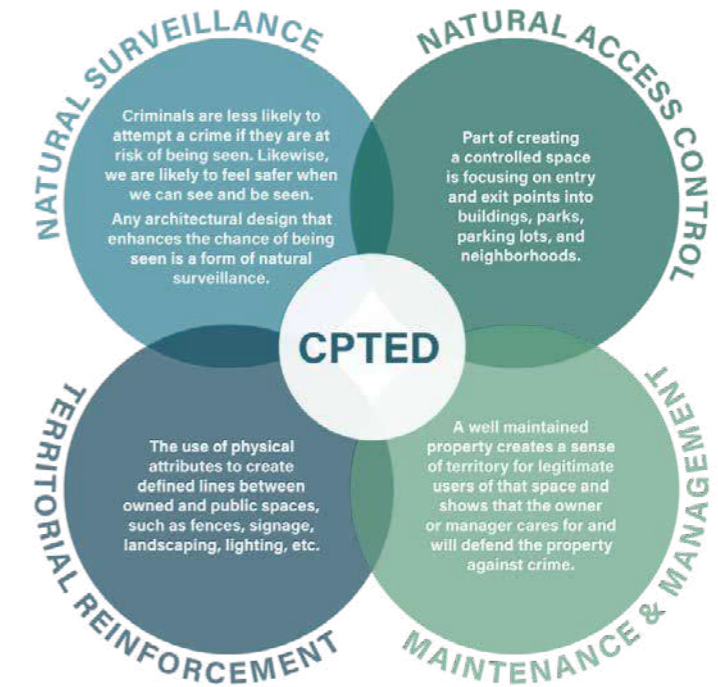 NATURAL SURVEILLANCE
Criminals are less likely to
attempt a crime if they are at
risk of being seen. Likewise,
we are likely to feel safer when
we can see and be seen.
Any architectural design that
enhances the chance of being
seen is a form of natural
surveillance.
NATURAL ACCESS CONTROL
Part of creating
a controlled space
is focusing on entry
and exit points into
buildings, parks,
parking lots, and
neighborhoods.
CPTED
TERRITORIAL REINFORCEMENT
The use of physical
attributes to create
defined lines between
owned and public spaces,
such as fences, signage,
landscaping, lighting, etc.
MAINTENANCE & MANAGEMENT
A well maintained
property creates a sense
of territory for legitimate
users of that space and
shows that the owner
or manager cares for and
will defend the property
against crime.